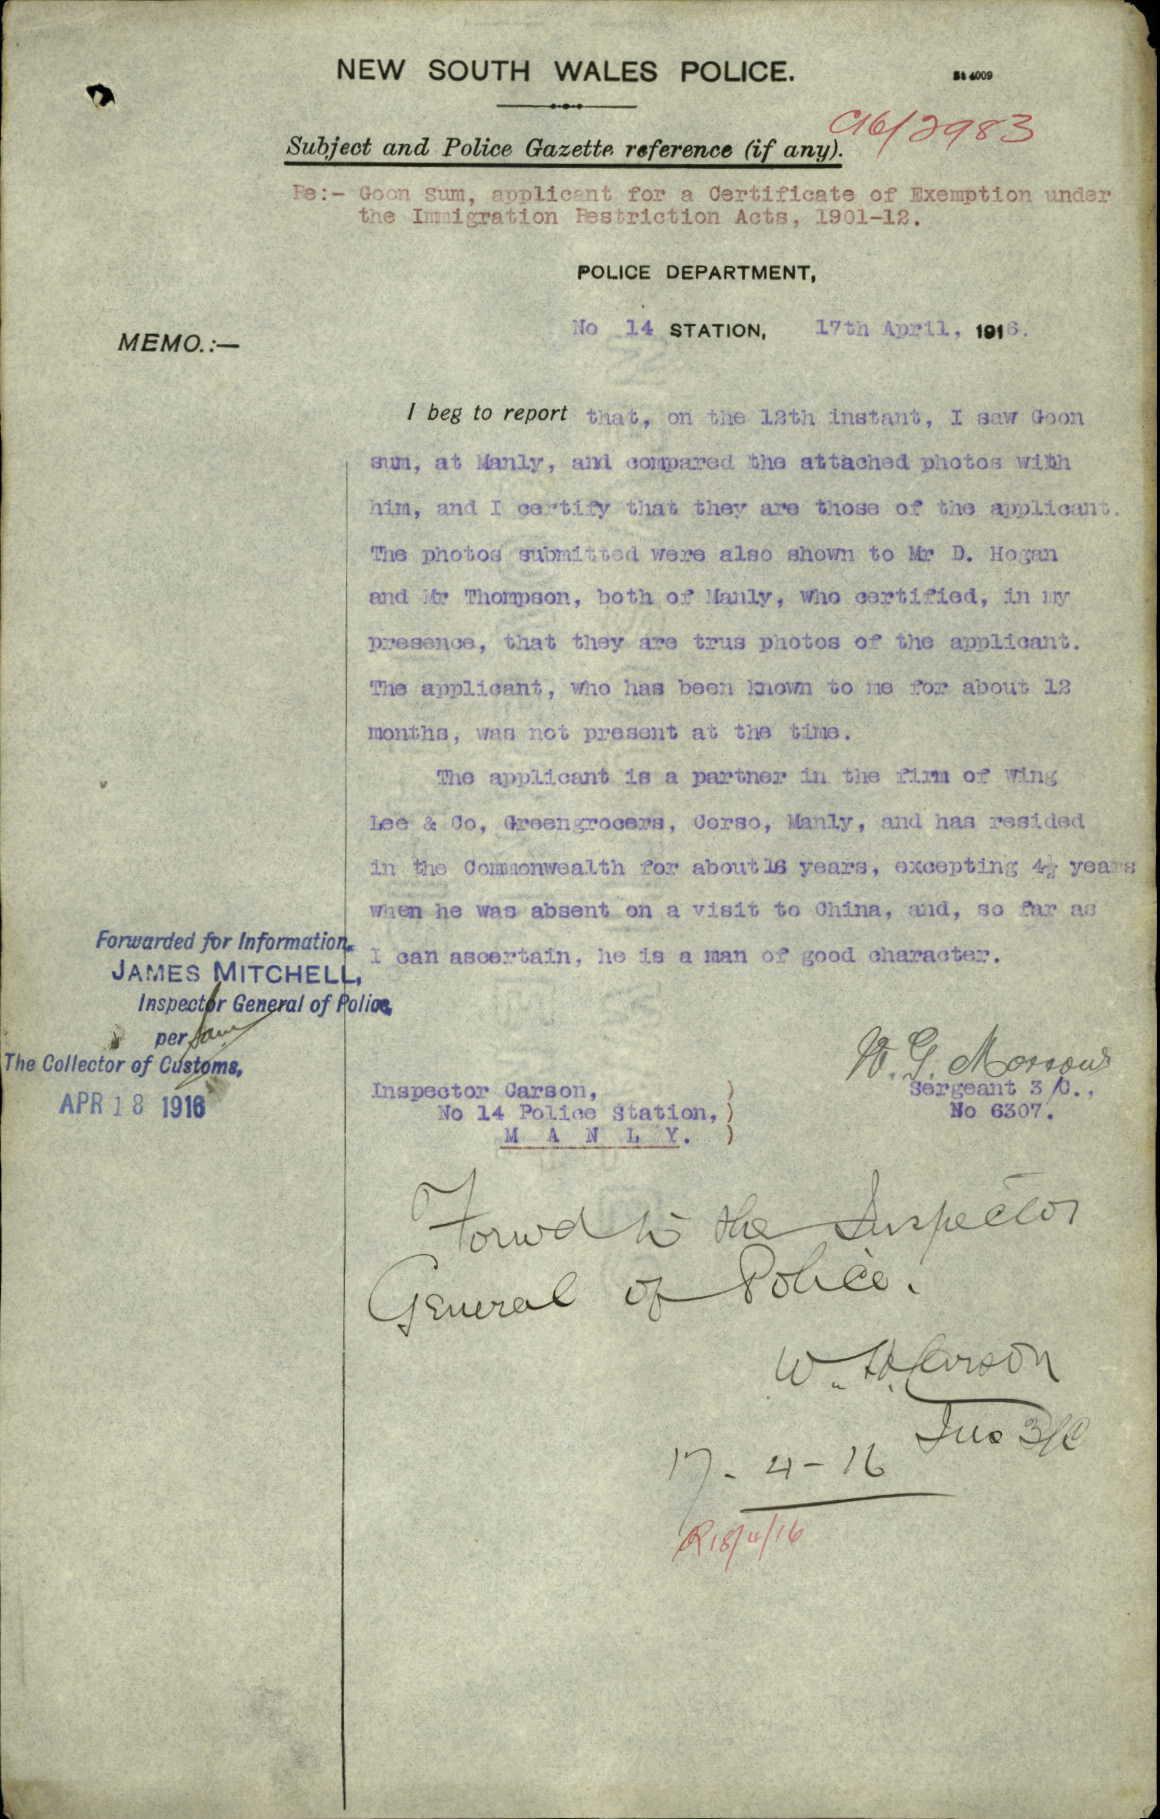 NEW SOUTH WALES POLICE.
St 4009
C16/2983
Subject and Police Gazette reference (if any).
Re:- Goon Sum, applicant for a Certificate of Exemption under
the Immigration Restriction Acts, 1901-12.
POLICE DEPARTMENT,
No 14 STATION, 17th April, 1916.
MEMO.:—
I beg to report that, on the 12th instant, I saw Goon
sum, at Manly, and compared the attached photos with
him, and I certify that they are those of the applicant.
The photos submitted were also shown to Mr D. Hogan
and Mr Thompson, both of Manly, who certified, in my
presence, that they are trus photos of the applicant.
The applicant, who has been known to me for about 12
months, was not present at the time.
The applicant is a partner in the firm of Wing
Lee & Co, Greengrocers, Corso, Manly, and has resided
in the Commonwealth for about 16 years, excepting 4½ years
when he was absent on a visit to China, and, so far as
I can ascertain, he is a man of good character.
Forwarded for Information.
JAMES MITCHELL,
Inspector General of Police,
per
The Collector of Customs,
APR 18 1916
W. G.
Sergeant 3/C.,
No 6307.
Inspector Carson, )
No 14 Police Station, )
M A N L Y. )
Forwd to the Inspector
General of Police.
W. H. Carson
Ins 3/C
17-4-16
R18/4/16